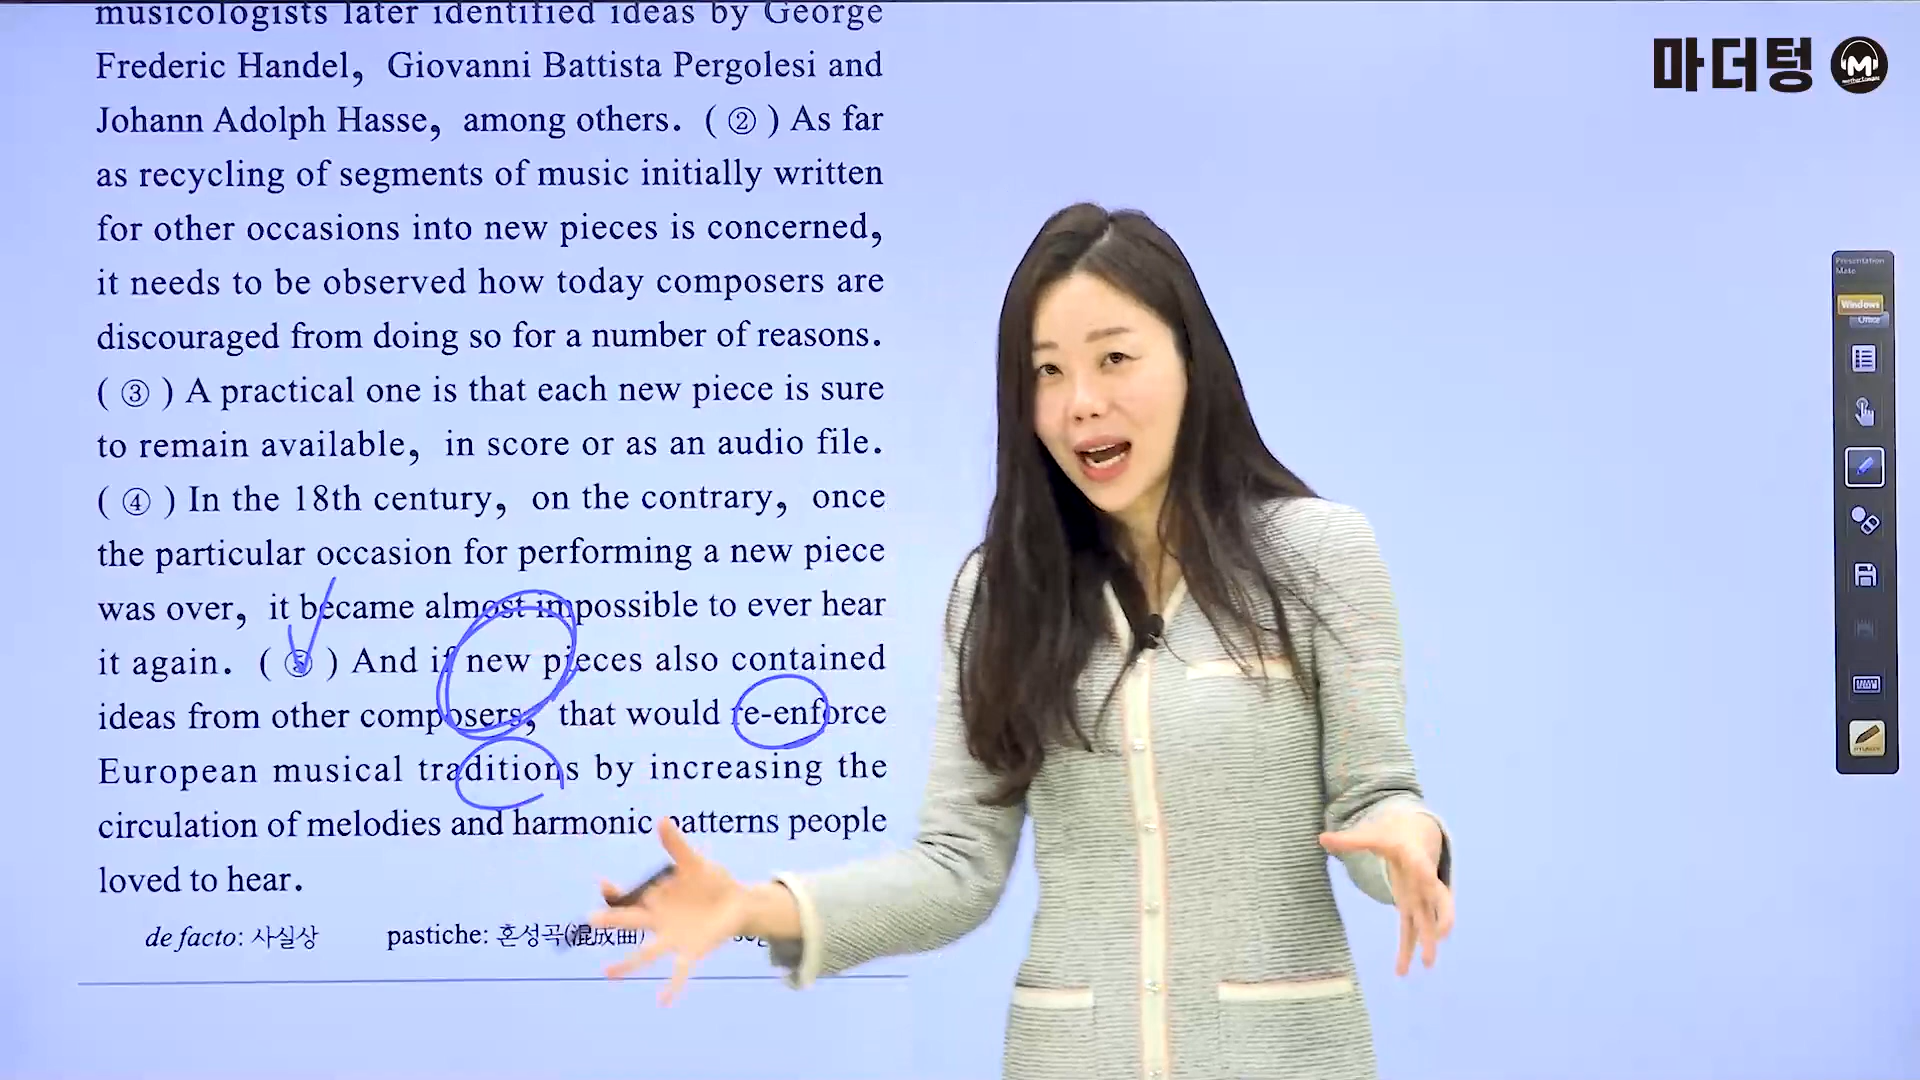 musicologists later identified ideas by George
Frederic Handel, Giovanni Battista Pergolesi and
Johann Adolph Hasse, among others. ( ② ) As far
as recycling of segments of music initially written
for other occasions into new pieces is concerned,
it needs to be observed how today composers are
discouraged from doing so for a number of reasons.
( ③ ) A practical one is that each new piece is sure
to remain available, in score or as an audio file.
( ④ ) In the 18th century, on the contrary, once
the particular occasion for performing a new piece
was over, it became almost impossible to ever hear
it again. ( ⑤ ) And if new pieces also contained
ideas from other composers, that would re-enforce
European musical traditions by increasing the
circulation of melodies and harmonic patterns people
loved to hear.
de facto: 사실상 pastiche: 혼성곡(混成曲)
마더텅
M
Presentation
Mate
Windows
Office